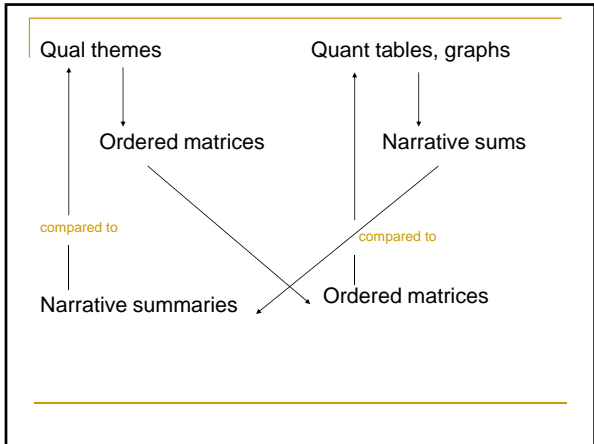 Qual themes
Quant tables, graphs
Ordered matrices
Narrative sums
compared to
compared to
Narrative summaries
Ordered matrices